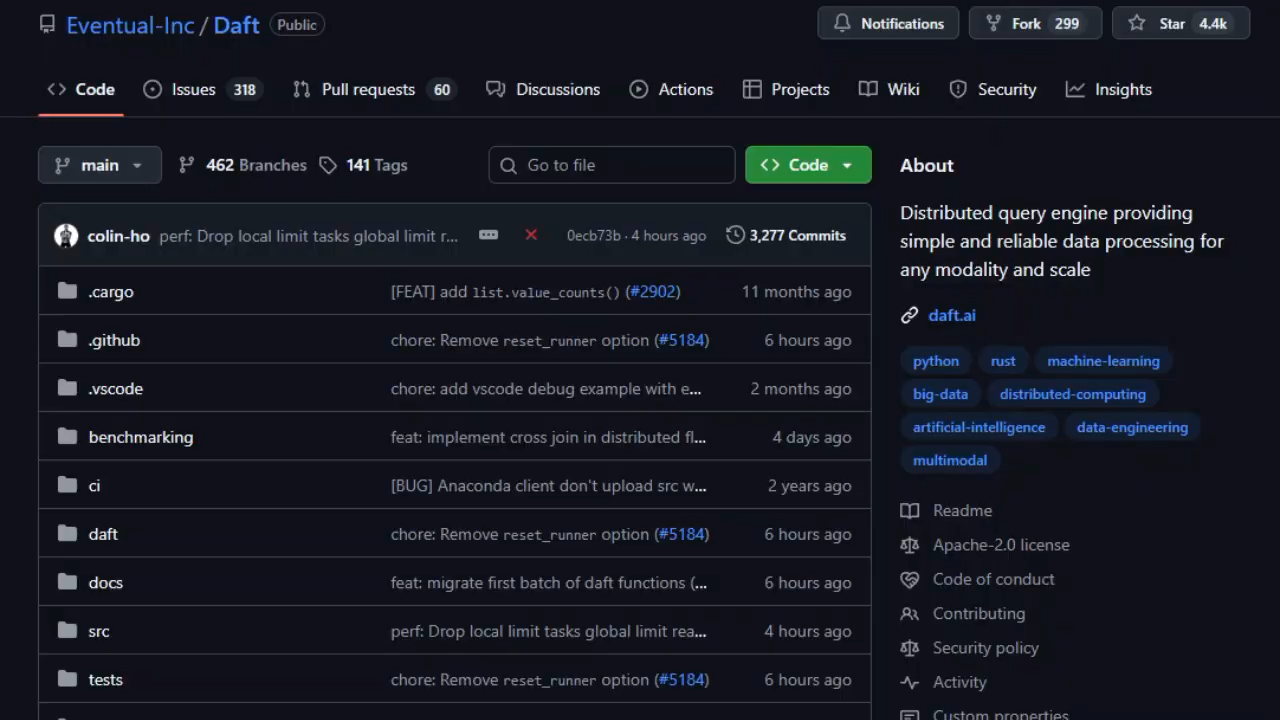 Eventual-Inc / Daft Public Notifications Fork 299 Star 4.4k
Code Issues 318 Pull requests 60 Discussions Actions Projects Wiki Security Insights
main 462 Branches 141 Tags Go to file Code
colin-ho perf: Drop local limit tasks global limit r... 0ecb73b · 4 hours ago 3,277 Commits
.cargo [FEAT] add list.value_counts() (#2902) 11 months ago
.github chore: Remove reset_runner option (#5184) 6 hours ago
.vscode chore: add vscode debug example with e... 2 months ago
benchmarking feat: implement cross join in distributed fl... 4 days ago
ci [BUG] Anaconda client don't upload src w... 2 years ago
daft chore: Remove reset_runner option (#5184) 6 hours ago
docs feat: migrate first batch of daft functions (... 6 hours ago
src perf: Drop local limit tasks global limit rea... 4 hours ago
tests chore: Remove reset_runner option (#5184) 6 hours ago
About
Distributed query engine providing
simple and reliable data processing for
any modality and scale
daft.ai
python rust machine-learning
big-data distributed-computing
artificial-intelligence data-engineering
multimodal
Readme
Apache-2.0 license
Code of conduct
Contributing
Security policy
Activity
Custom properties